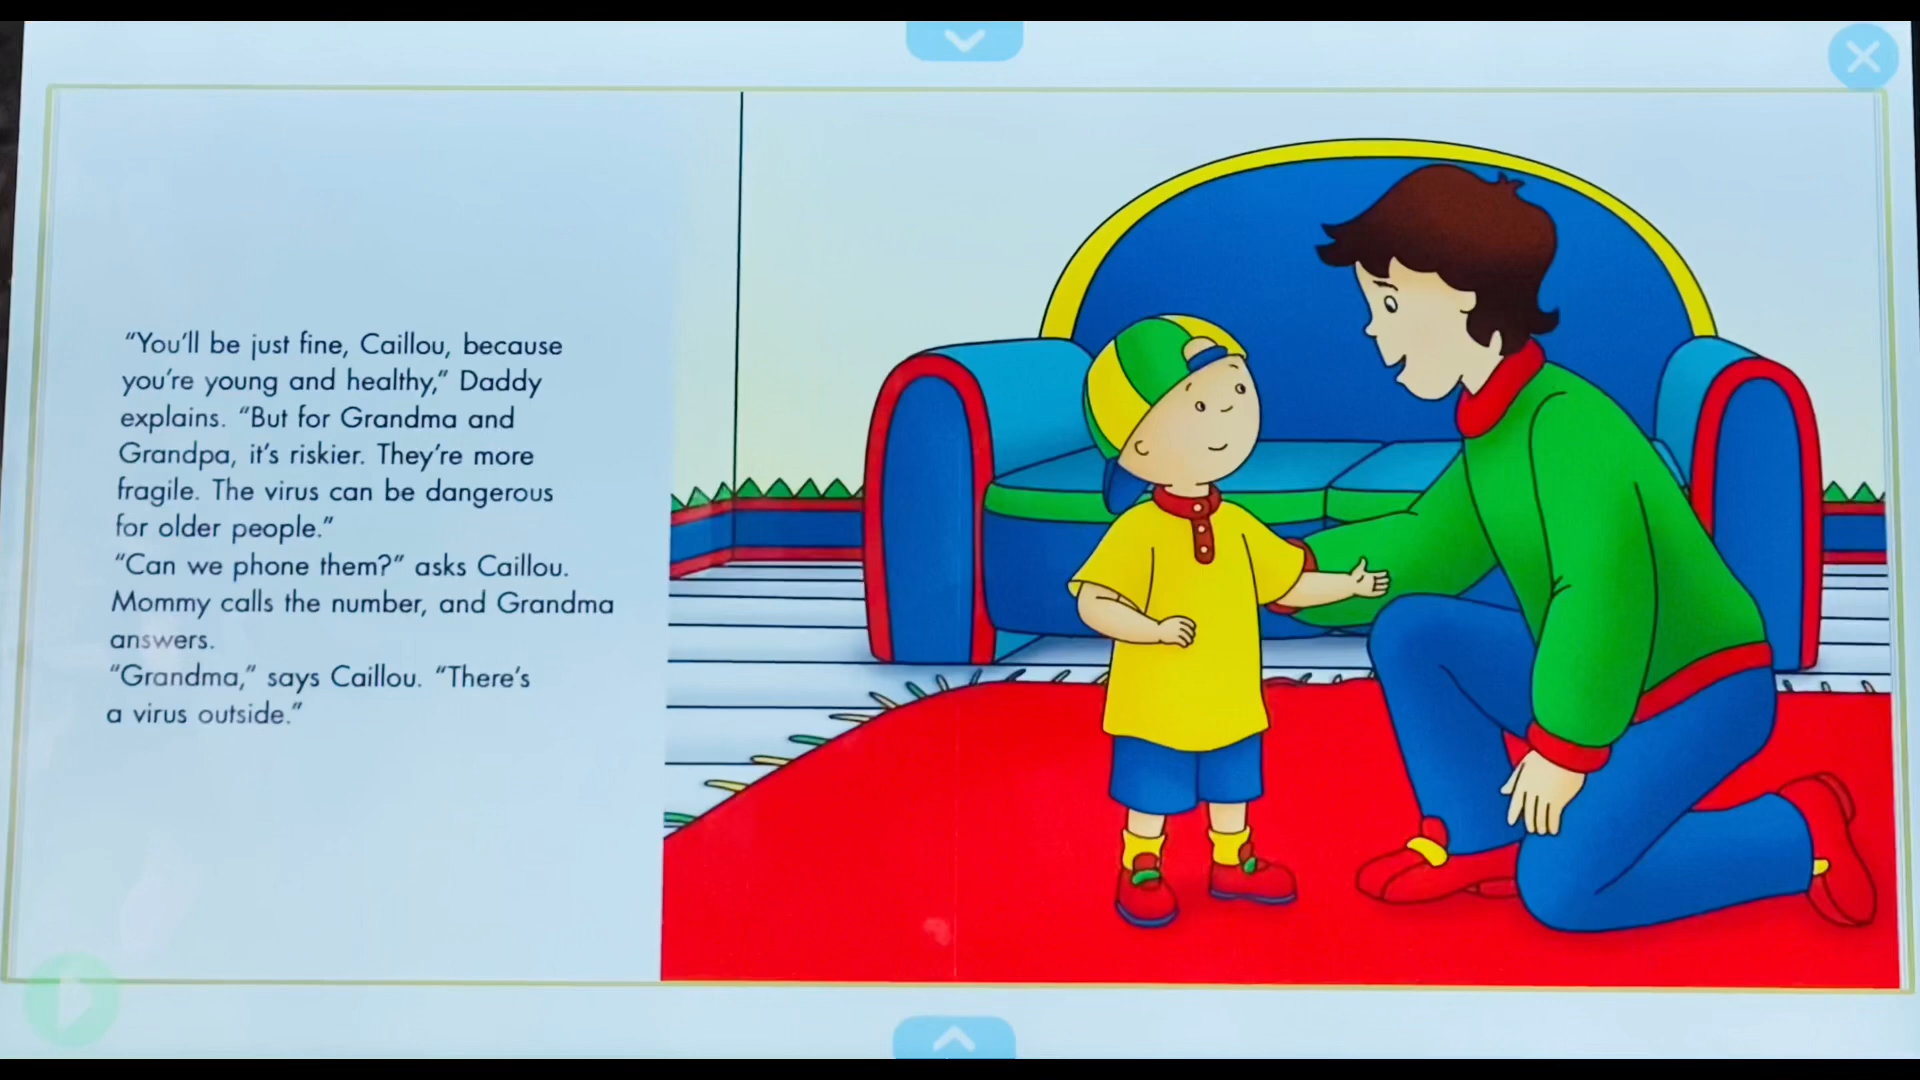 “You’ll be just fine, Caillou, because
you’re young and healthy,” Daddy
explains. “But for Grandma and
Grandpa, it’s riskier. They’re more
fragile. The virus can be dangerous
for older people.”
“Can we phone them?” asks Caillou.
Mommy calls the number, and Grandma
answers.
“Grandma,” says Caillou. “There’s
a virus outside.”